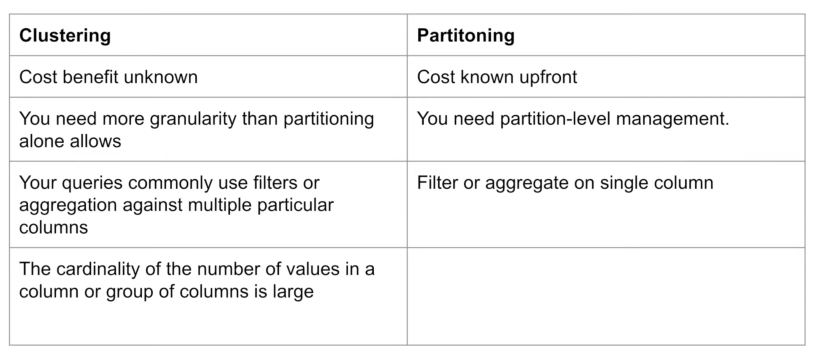 Clustering
Partitoning
Cost benefit unknown
Cost known upfront
You need more granularity than partitioning
alone allows
You need partition-level management.
Your queries commonly use filters or
aggregation against multiple particular
columns
Filter or aggregate on single column
The cardinality of the number of values in a
column or group of columns is large